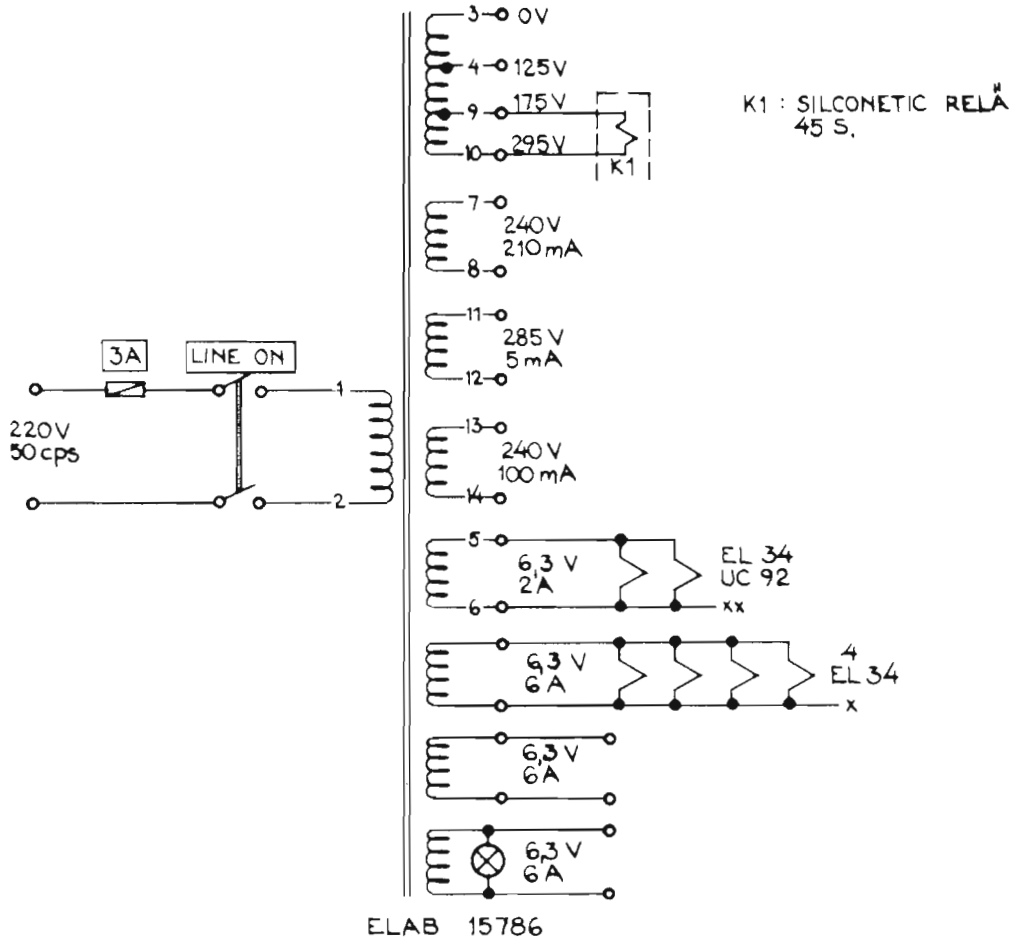 3 0V
4 125V
9 175V
10 295V
K1
K1 : SILCONETIC RELÄ
45 S.
7
240V
210mA
8
11
285V
5mA
12
3A
LINE ON
1
220V
50cps
2
13
240V
100mA
14
5
6,3 V
2A
6
EL 34
UC 92
xx
6,3 V
6A
4
EL 34
x
6,3 V
6A
6,3 V
6A
ELAB 15786